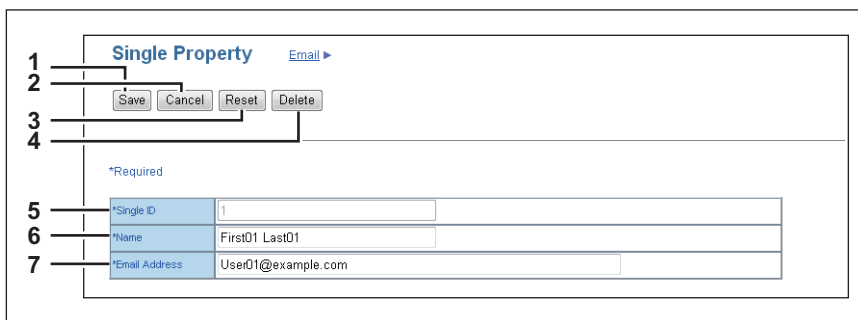 Single Property Email ►
1
2
Save Cancel Reset Delete
3
4
*Required
5 *Single ID 1
6 *Name First01 Last01
7 *Email Address User01@example.com